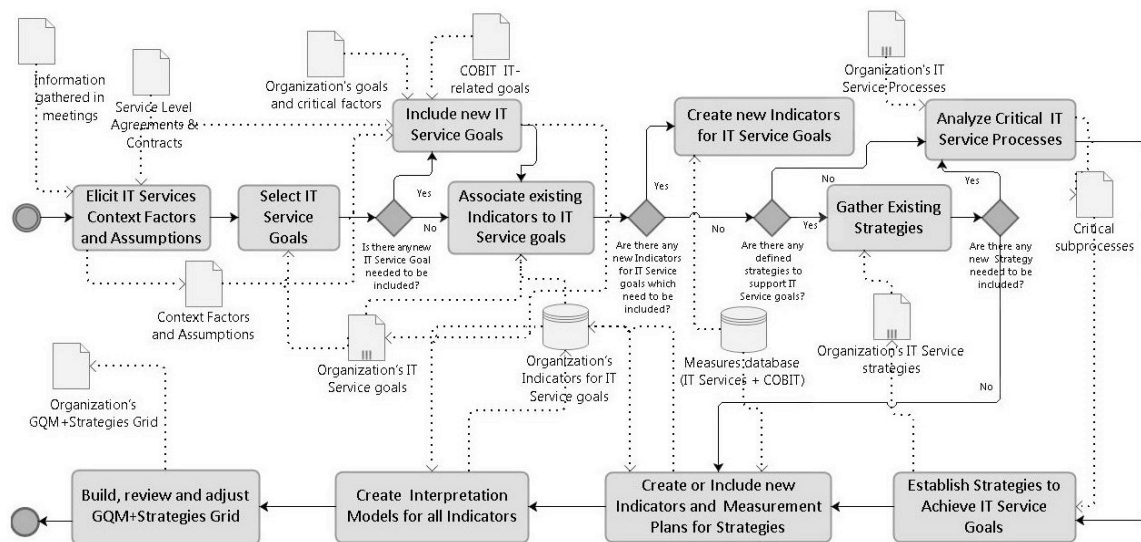 Information
gathered in
meetings
Service Level
Agreements &
Contracts
Organization's goals
and critical factors
COBIT IT-
related goals
Organization's IT
Service Processes
Include new IT
Service Goals
Create new Indicators
for IT Service Goals
Analyze Critical IT
Service Processes
Elicit IT Services
Context Factors
and Assumptions
Select IT
Service
Goals
Yes
No
Is there anynew
IT Service Goal
needed to be
included?
Associate existing
Indicators to IT
Service goals
Yes
No
Are there any
new Indicators
for IT Service
goals which
need to be
included?
No
Yes
Are there any
defined
strategies to
support IT
Service goals?
Gather Existing
Strategies
Yes
Are there any
new Strategy
needed to be
included?
No
Critical
subprocesses
Context Factors
and Assumptions
Organization's IT
Service goals
Organization's
Indicators for IT
Service goals
Measures database
(IT Services + COBIT)
Organization's IT Service
strategies
Organization's
GQM+Strategies Grid
Build, review and adjust
GQM+Strategies Grid
Create Interpretation
Models for all Indicators
Create or Include new
Indicators and Measurement
Plans for Strategies
Establish Strategies to
Achieve IT Service
Goals